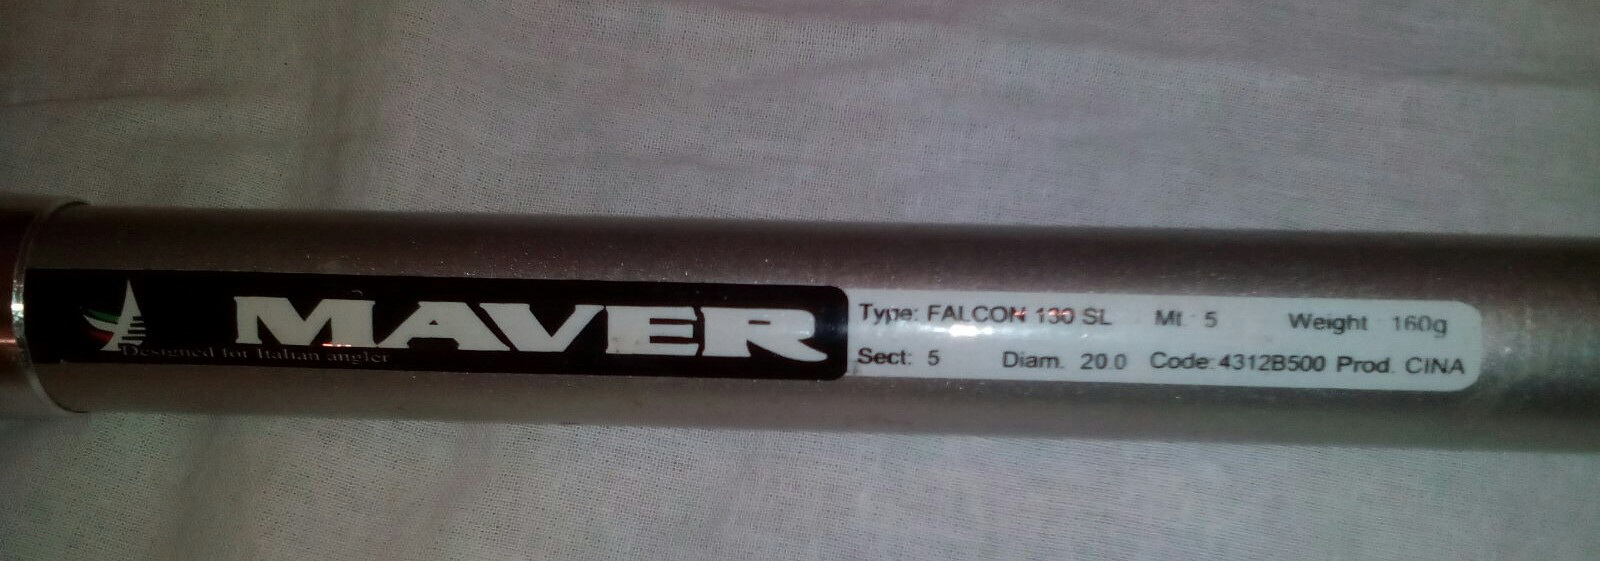 MAVER
Designed for Italian angler
Type: FALCON 130 SL Mt. 5 Weight 160g
Sect: 5 Diam. 20.0 Code: 4312B500 Prod. CINA